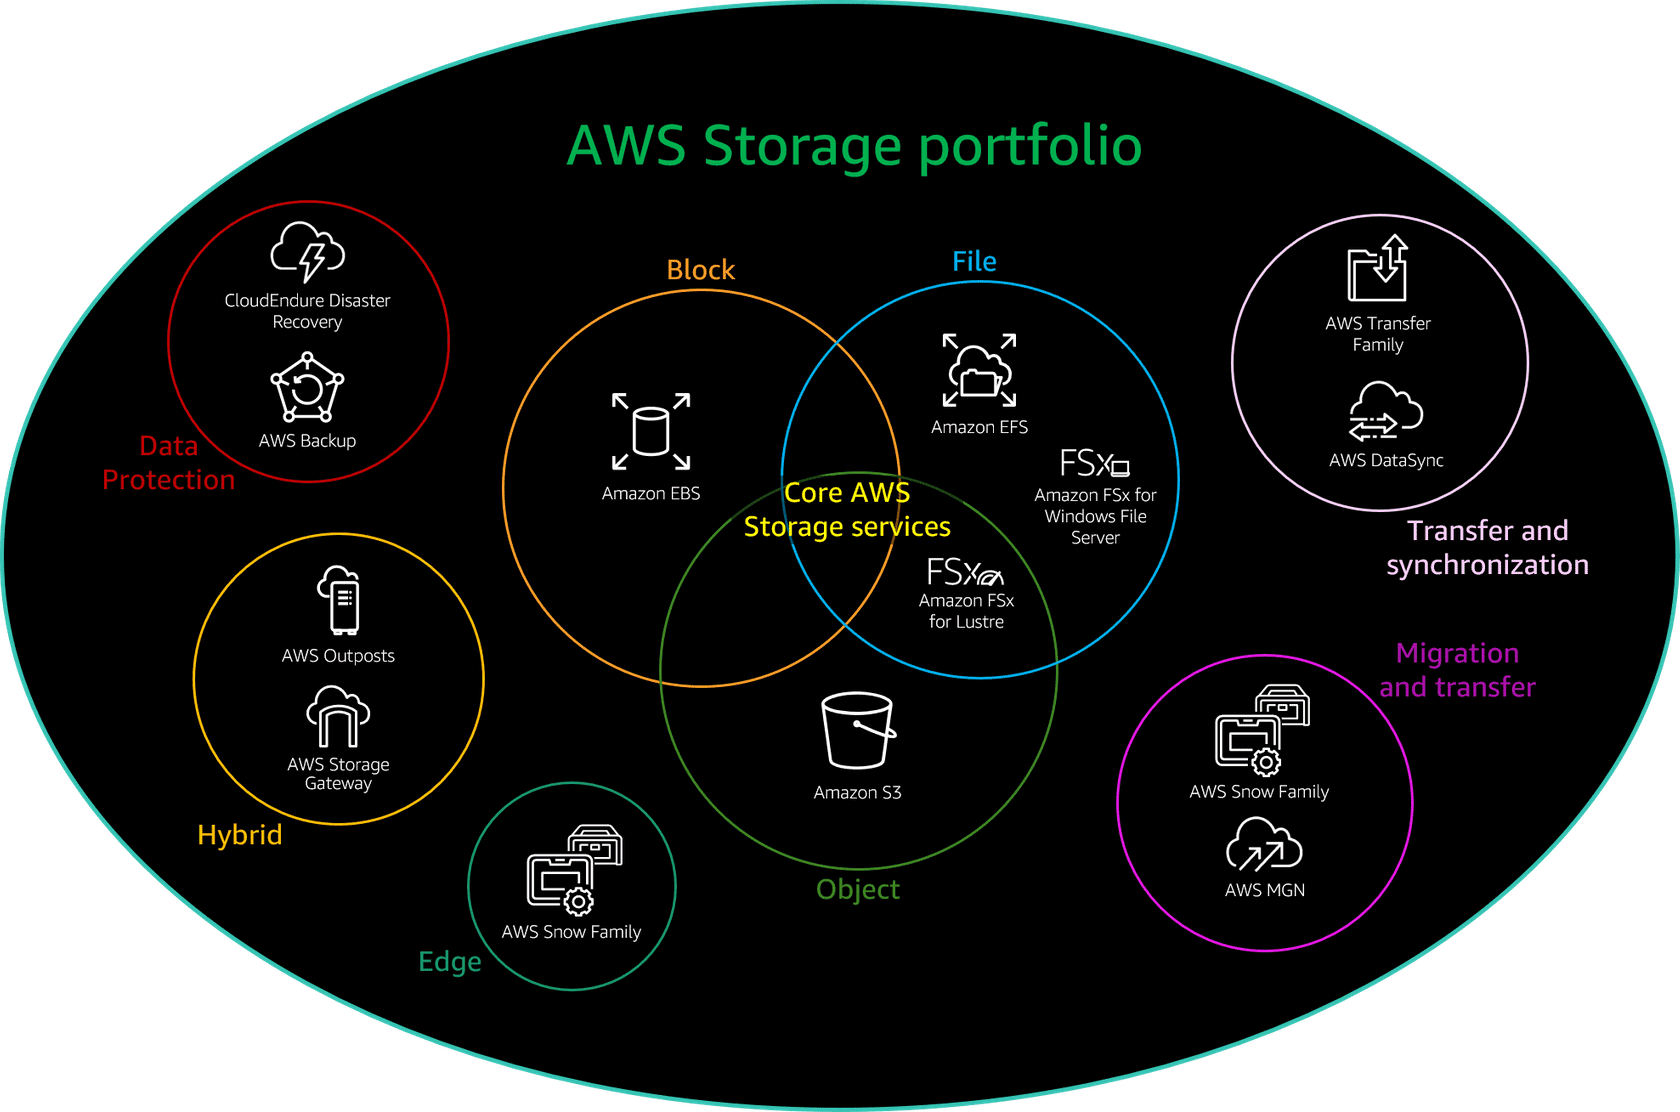 AWS Storage portfolio
CloudEndure Disaster
Recovery
AWS Backup
Data
Protection
Block
Amazon EBS
File
Amazon EFS
FSx
Amazon FSx for
Windows File
Server
Core AWS
Storage services
FSx
Amazon FSx
for Lustre
Amazon S3
Object
AWS Transfer
Family
AWS DataSync
Transfer and
synchronization
AWS Outposts
AWS Storage
Gateway
Hybrid
AWS Snow Family
Edge
Migration
and transfer
AWS Snow Family
AWS MGN